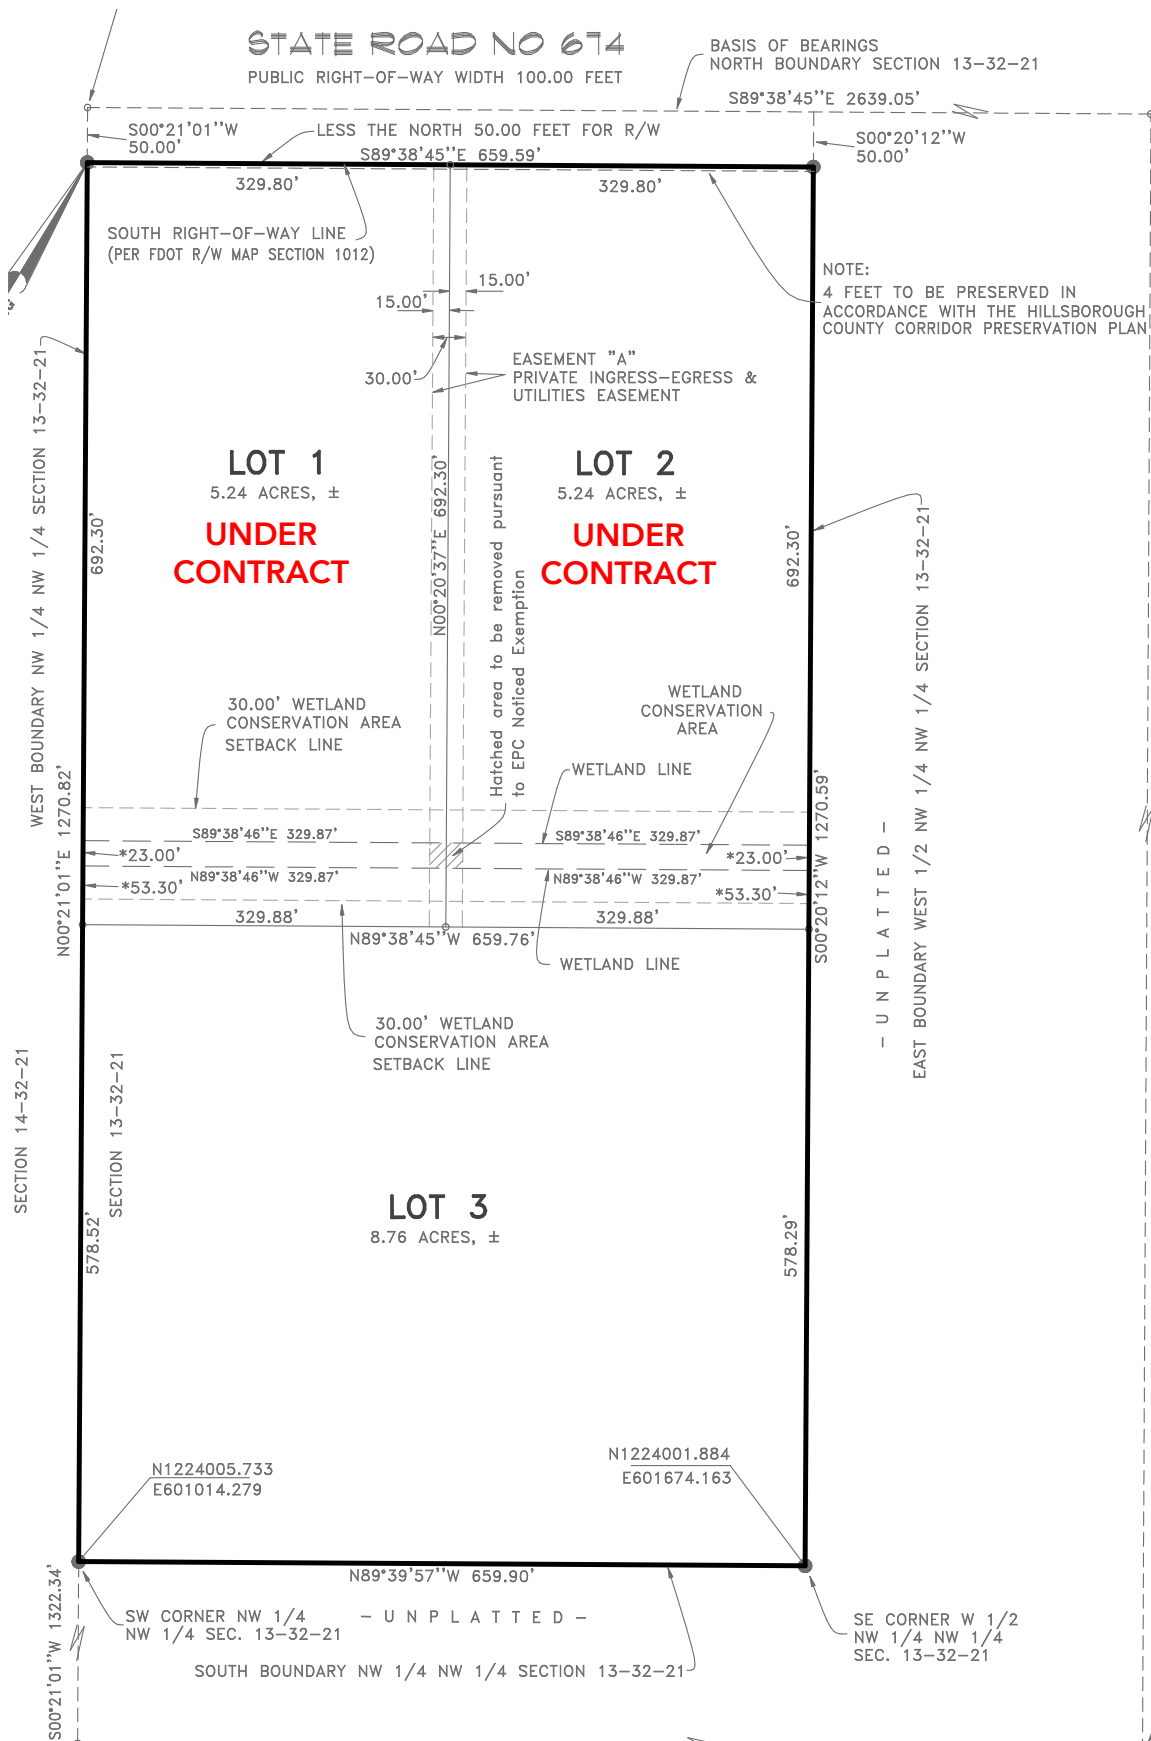 STATE ROAD NO 674
PUBLIC RIGHT-OF-WAY WIDTH 100.00 FEET
BASIS OF BEARINGS
NORTH BOUNDARY SECTION 13-32-21
S89°38'45"E 2639.05'
S00°21'01"W
50.00'
LESS THE NORTH 50.00 FEET FOR R/W
S89°38'45"E 659.59'
S00°20'12"W
50.00'
329.80'
329.80'
SOUTH RIGHT-OF-WAY LINE
(PER FDOT R/W MAP SECTION 1012)
NOTE:
4 FEET TO BE PRESERVED IN
ACCORDANCE WITH THE HILLSBOROUGH
COUNTY CORRIDOR PRESERVATION PLAN
15.00'
15.00'
30.00'
EASEMENT "A"
PRIVATE INGRESS-EGRESS &
UTILITIES EASEMENT
WEST BOUNDARY NW 1/4 NW 1/4 SECTION 13-32-21
LOT 1
5.24 ACRES, ±
UNDER
CONTRACT
LOT 2
5.24 ACRES, ±
UNDER
CONTRACT
692.30'
N00°20'37"E 692.30'
Hatched area to be removed pursuant
to EPC Noticed Exemption
692.30'
EAST BOUNDARY WEST 1/2 NW 1/4 NW 1/4 SECTION 13-32-21
30.00' WETLAND
CONSERVATION AREA
SETBACK LINE
WETLAND
CONSERVATION
AREA
WETLAND LINE
N00°21'01"E 1270.82'
S00°20'12"W 1270.59'
- UNPLATTED -
S89°38'46"E 329.87'
S89°38'46"E 329.87'
*23.00'
*23.00'
N89°38'46"W 329.87'
N89°38'46"W 329.87'
*53.30'
*53.30'
329.88'
329.88'
N89°38'45"W 659.76'
WETLAND LINE
30.00' WETLAND
CONSERVATION AREA
SETBACK LINE
SECTION 14-32-21
SECTION 13-32-21
LOT 3
8.76 ACRES, ±
578.52'
578.29'
N1224005.733
E601014.279
N1224001.884
E601674.163
N89°39'57"W 659.90'
S00°21'01"W 1322.34'
SW CORNER NW 1/4
NW 1/4 SEC. 13-32-21
- UNPLATTED -
SE CORNER W 1/2
NW 1/4 NW 1/4
SEC. 13-32-21
SOUTH BOUNDARY NW 1/4 NW 1/4 SECTION 13-32-21